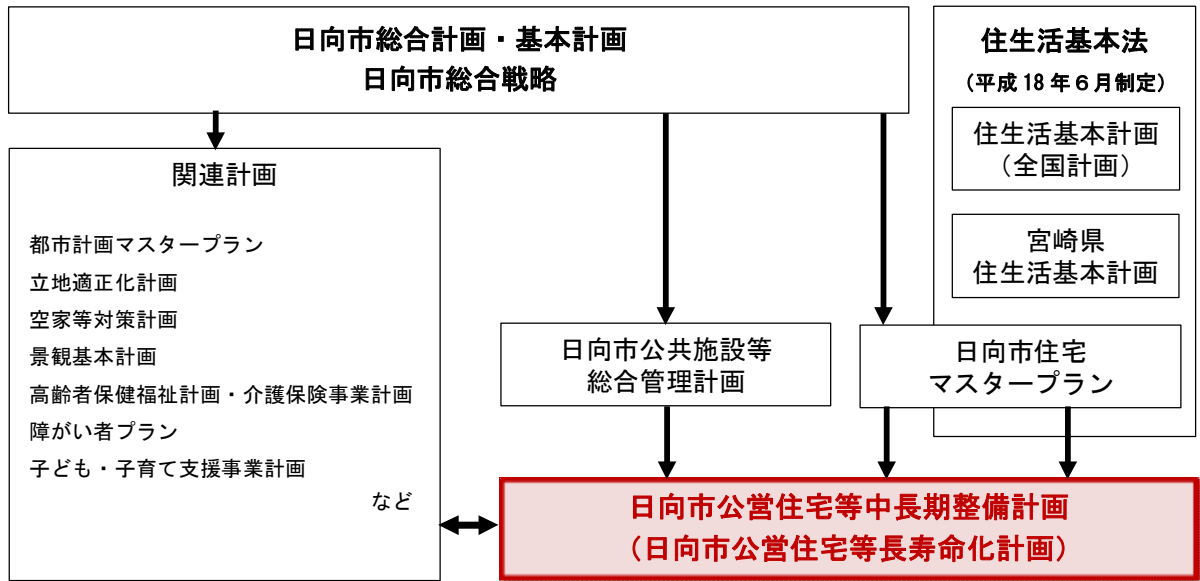 日向市総合計画・基本計画
日向市総合戦略
住生活基本法
（平成 18 年６月制定）
住生活基本計画
（全国計画）
宮崎県
住生活基本計画
関連計画
都市計画マスタープラン
立地適正化計画
空家等対策計画
景観基本計画
高齢者保健福祉計画・介護保険事業計画
障がい者プラン
子ども・子育て支援事業計画
など
日向市公共施設等
総合管理計画
日向市住宅
マスタープラン
日向市公営住宅等中長期整備計画
（日向市公営住宅等長寿命化計画）